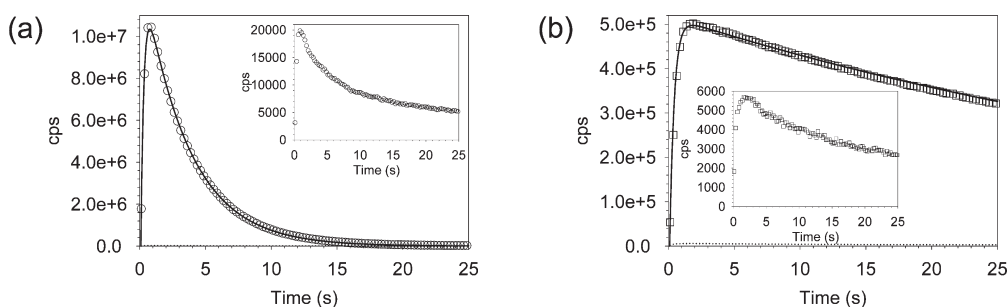 (a)
cps
1.0e+7
8.0e+6
6.0e+6
4.0e+6
2.0e+6
0.0
0 5 10 15 20 25
Time (s)
cps
20000
15000
10000
5000
0
0 5 10 15 20 25
Time (s)
(b)
cps
5.0e+5
4.0e+5
3.0e+5
2.0e+5
1.0e+5
0.0
0 5 10 15 20 25
Time (s)
cps
6000
5000
4000
3000
2000
1000
0
0 5 10 15 20 25
Time (s)